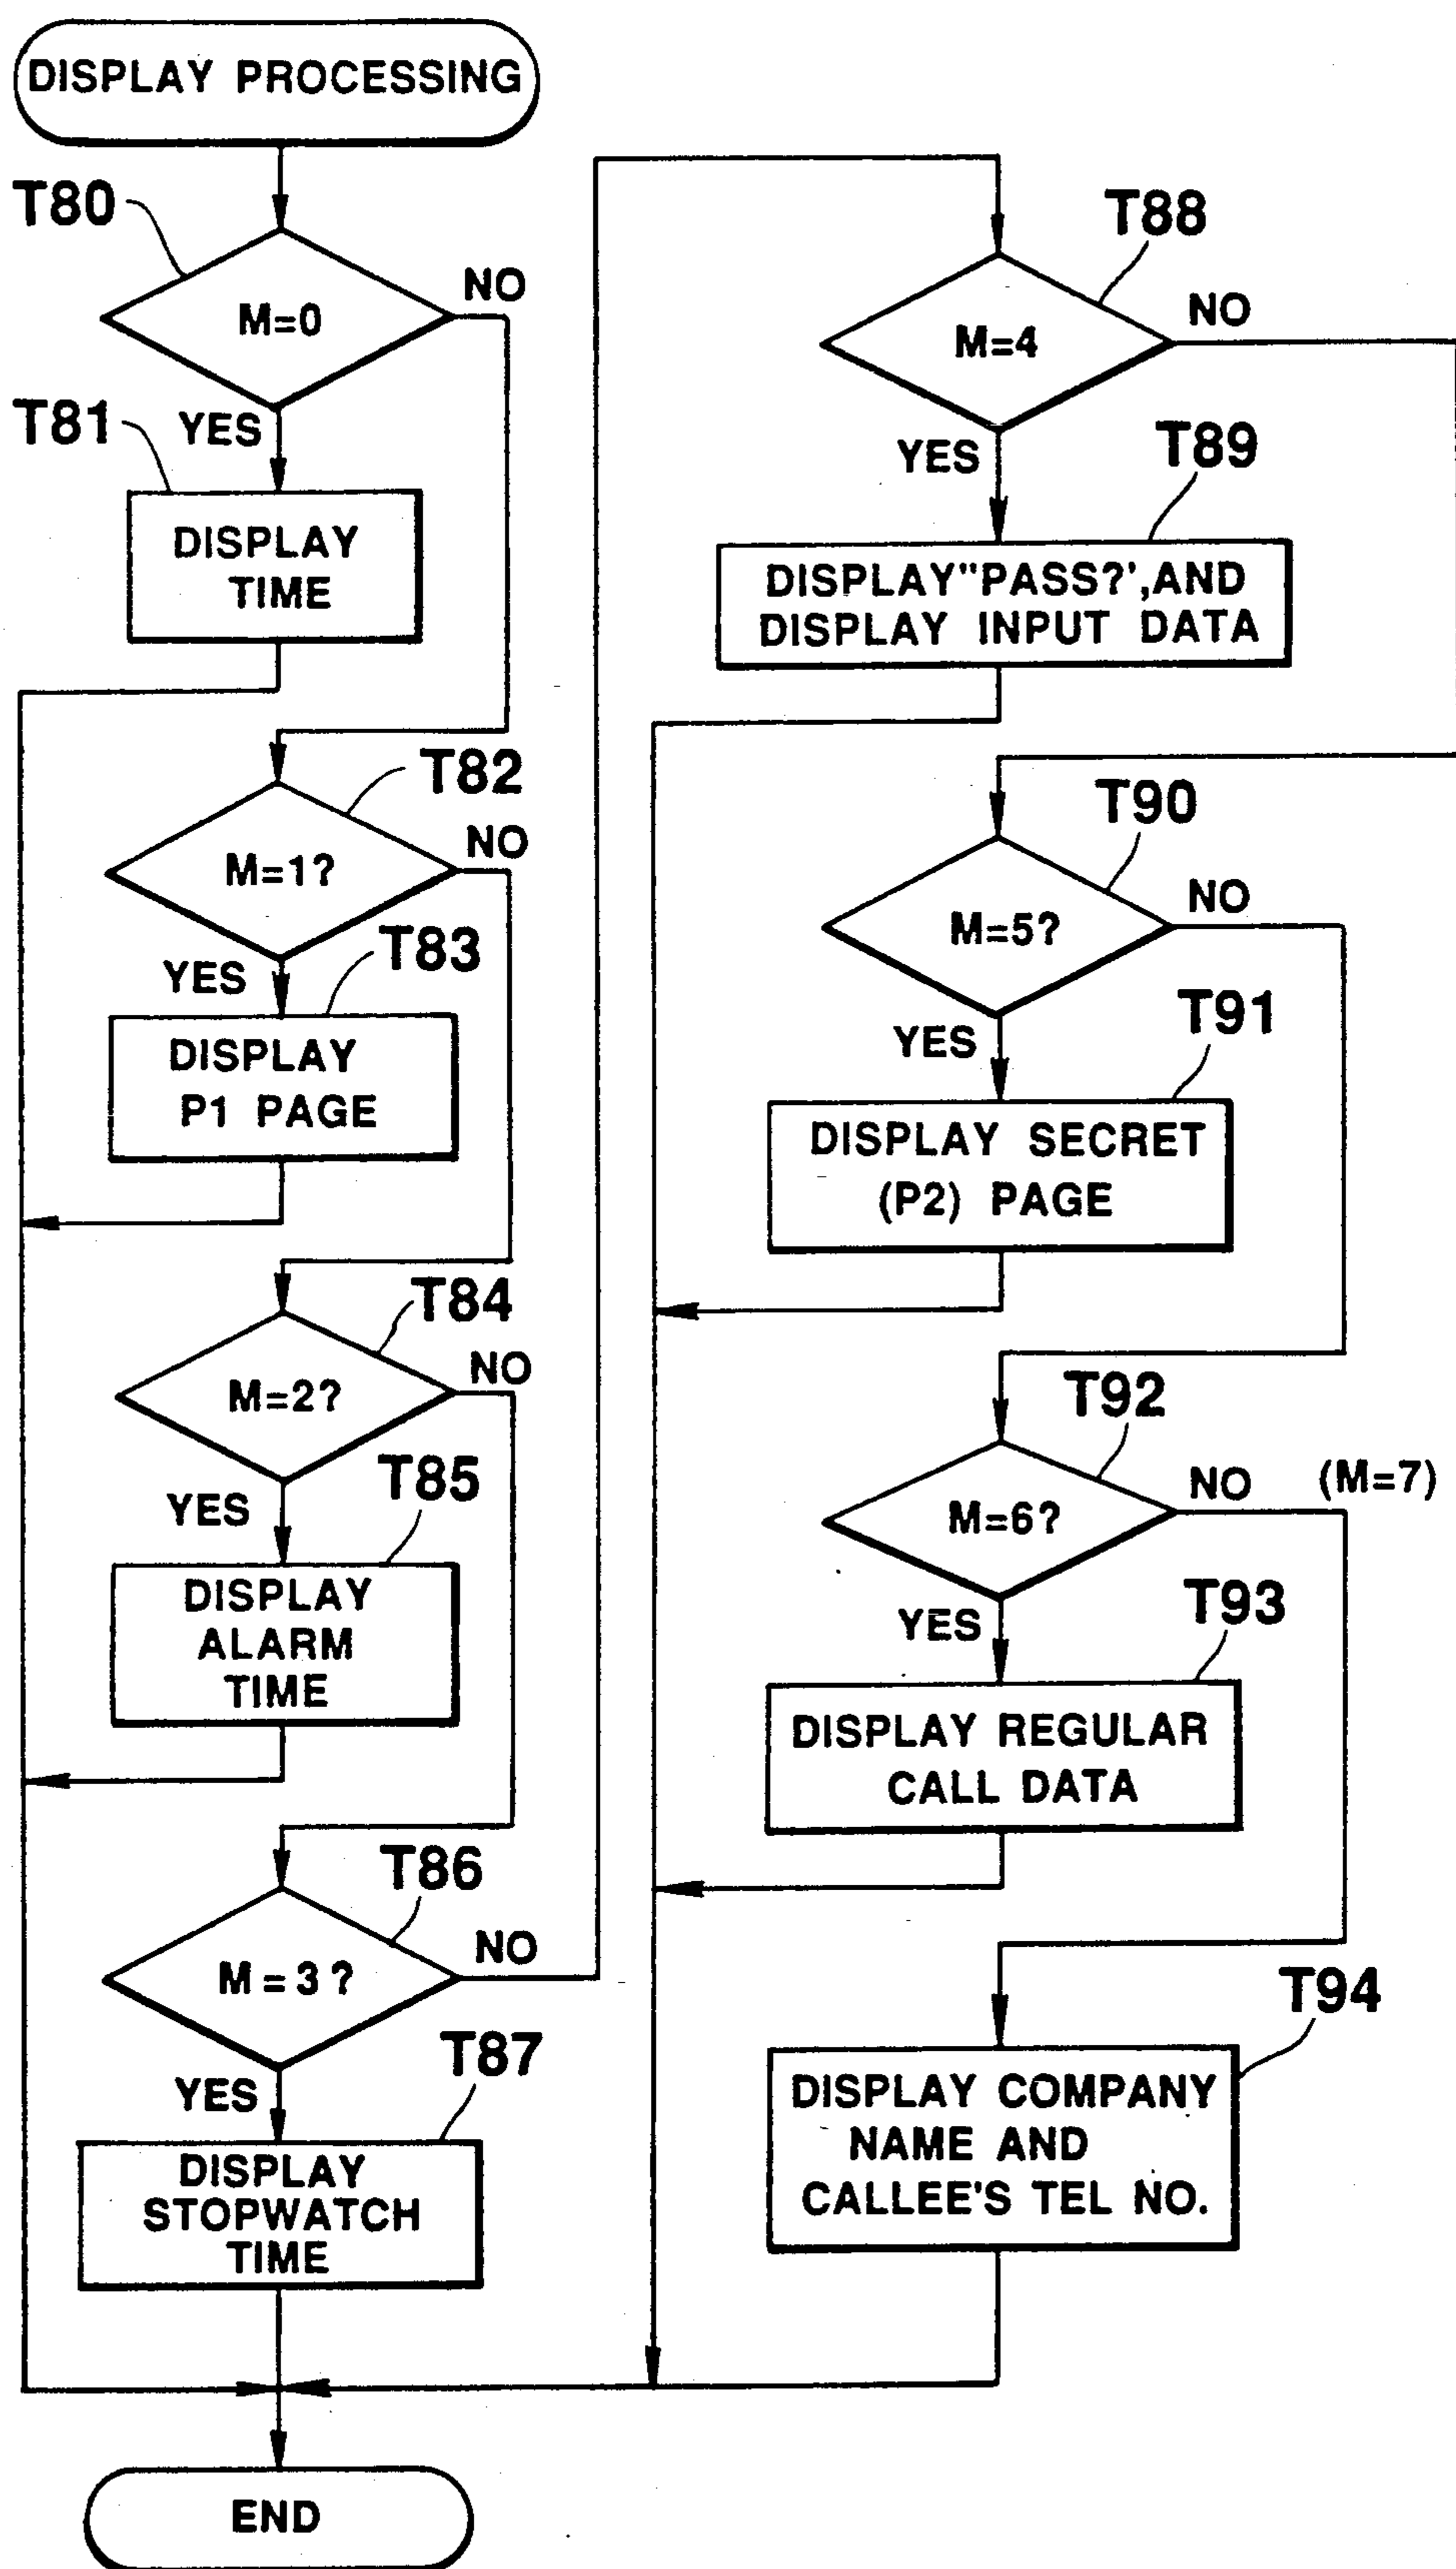 DISPLAY PROCESSING
T80
M=0
NO
YES
T81
DISPLAY
TIME
T82
M=1?
NO
YES
T83
DISPLAY
P1 PAGE
T84
M=2?
NO
YES
T85
DISPLAY
ALARM
TIME
T86
M=3?
NO
YES
T87
DISPLAY
STOPWATCH
TIME
END
T88
M=4
NO
YES
T89
DISPLAY"PASS?',AND
DISPLAY INPUT DATA
T90
M=5?
NO
YES
T91
DISPLAY SECRET
(P2) PAGE
T92
M=6?
NO (M=7)
YES
T93
DISPLAY REGULAR
CALL DATA
T94
DISPLAY COMPANY
NAME AND
CALLEE'S TEL NO.